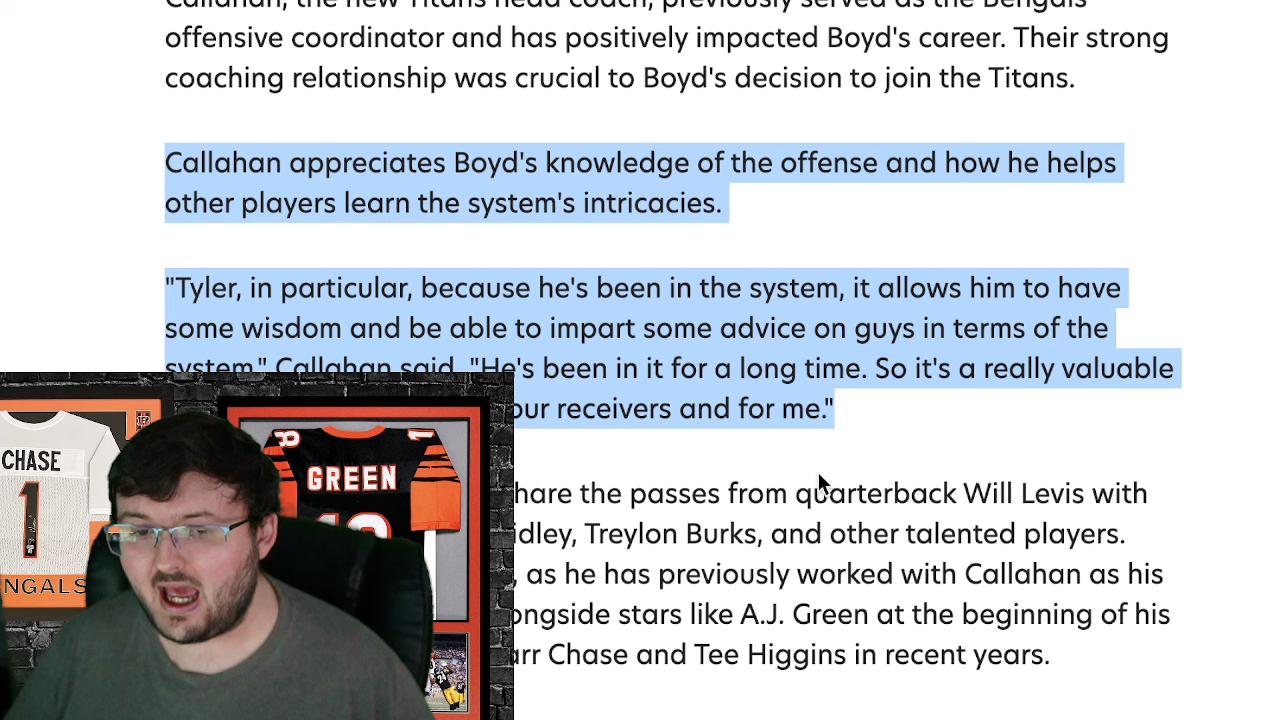 Callahan, the new Titans head coach, previously served as the Bengals
offensive coordinator and has positively impacted Boyd's career. Their strong
coaching relationship was crucial to Boyd's decision to join the Titans.
Callahan appreciates Boyd's knowledge of the offense and how he helps
other players learn the system's intricacies.
"Tyler, in particular, because he's been in the system, it allows him to have
some wisdom and be able to impart some advice on guys in terms of the
system," Callahan said. "He's been in it for a long time. So it's a really valuable
our receivers and for me."
hare the passes from quarterback Will Levis with
idley, Treylon Burks, and other talented players.
, as he has previously worked with Callahan as his
ongside stars like A.J. Green at the beginning of his
arr Chase and Tee Higgins in recent years.
CHASE
1
NGALS
GREEN
8
1